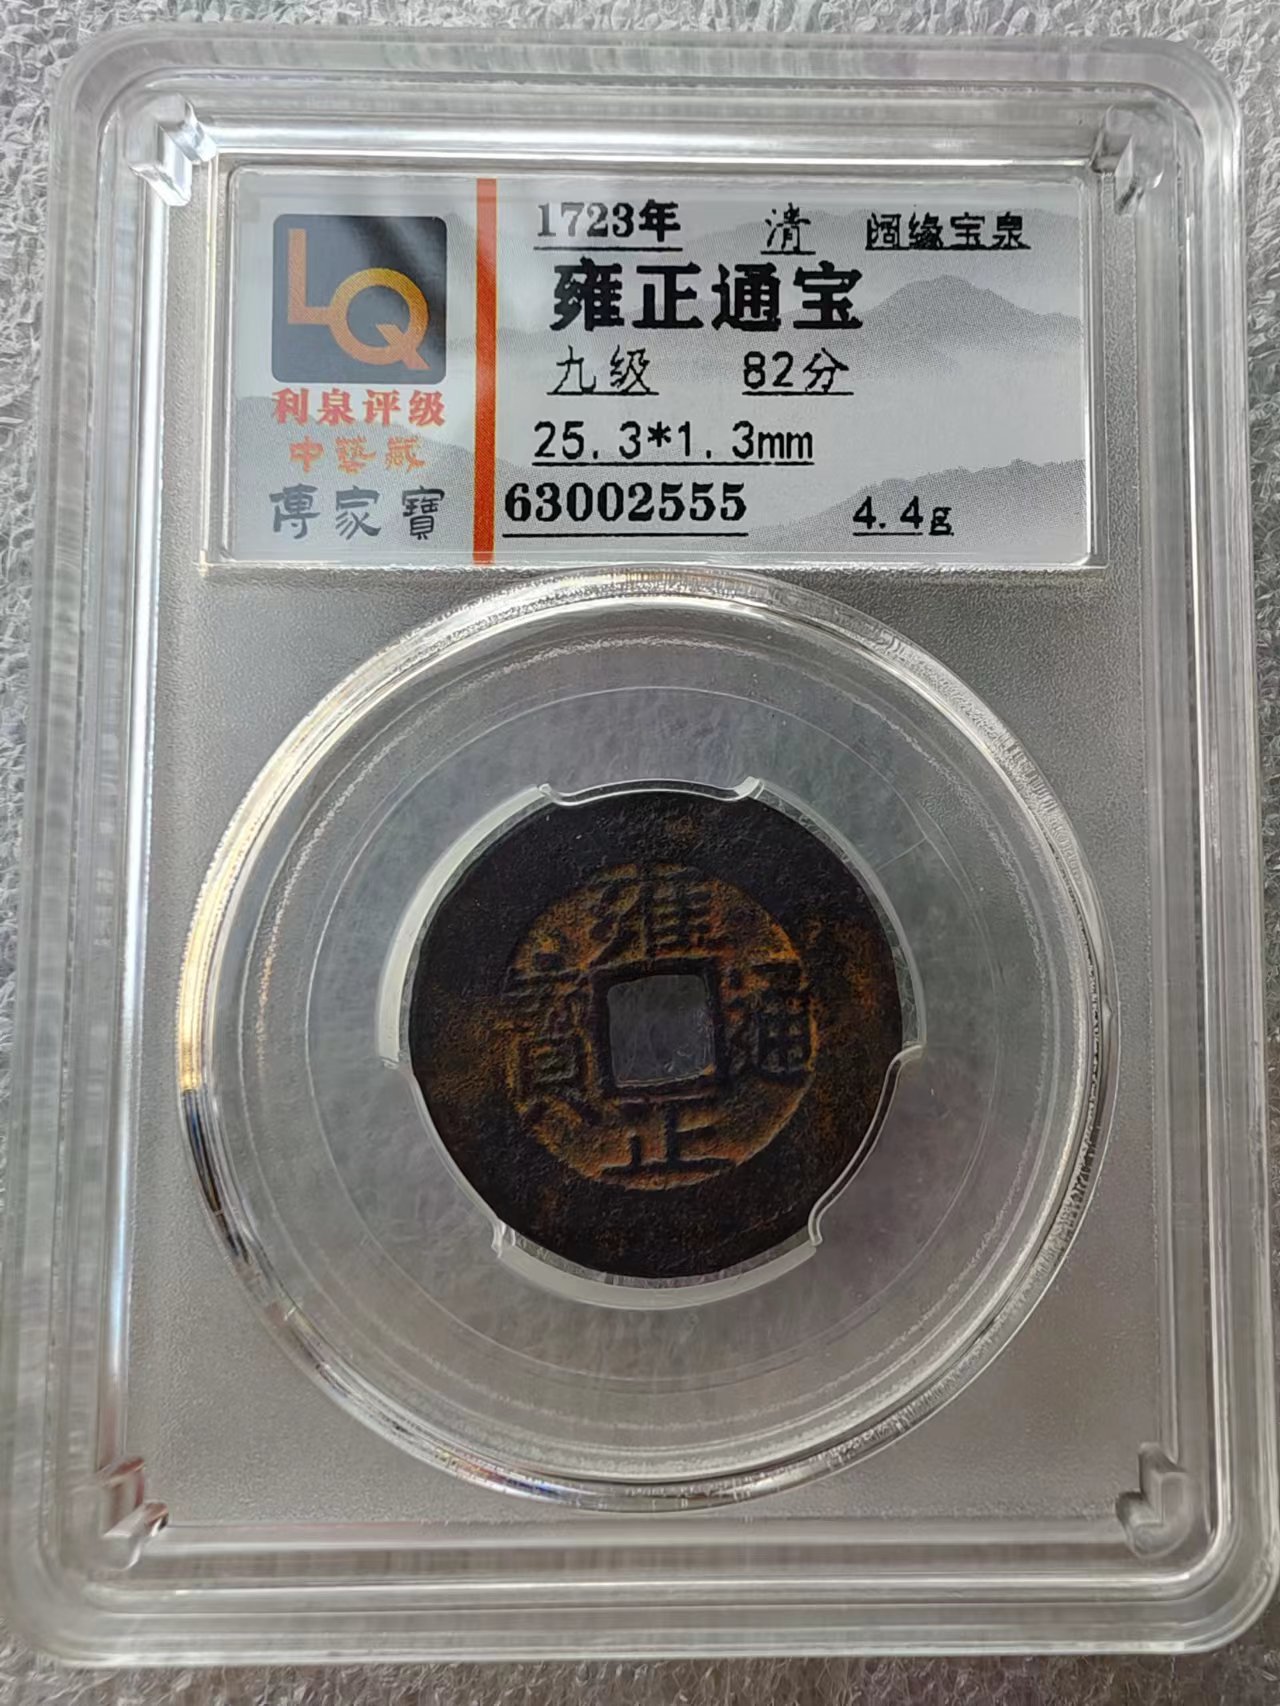 LQ
利泉评级
中藝藏
傳家寶
1723年 清 阔缘宝泉
雍正通宝
九级 82分
25.3*1.3mm
63002555 4.4g
雍正通寶